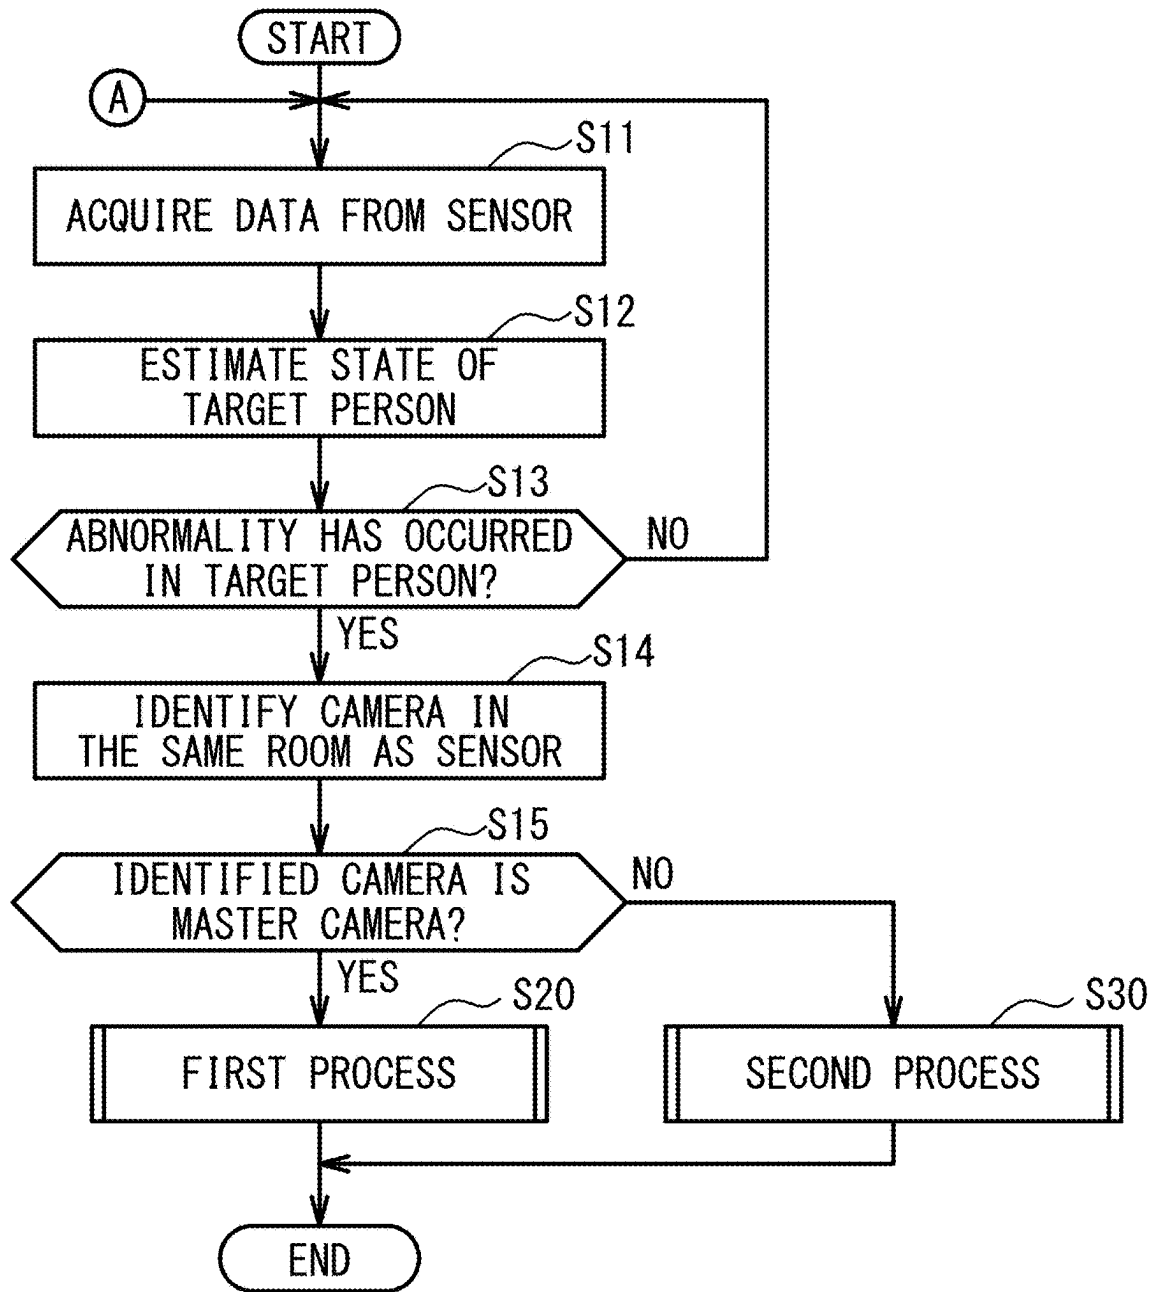 START
A
S11
ACQUIRE DATA FROM SENSOR
S12
ESTIMATE STATE OF
TARGET PERSON
S13
ABNORMALITY HAS OCCURRED
IN TARGET PERSON?
NO
YES
S14
IDENTIFY CAMERA IN
THE SAME ROOM AS SENSOR
S15
IDENTIFIED CAMERA IS
MASTER CAMERA?
NO
YES
S20
FIRST PROCESS
S30
SECOND PROCESS
END